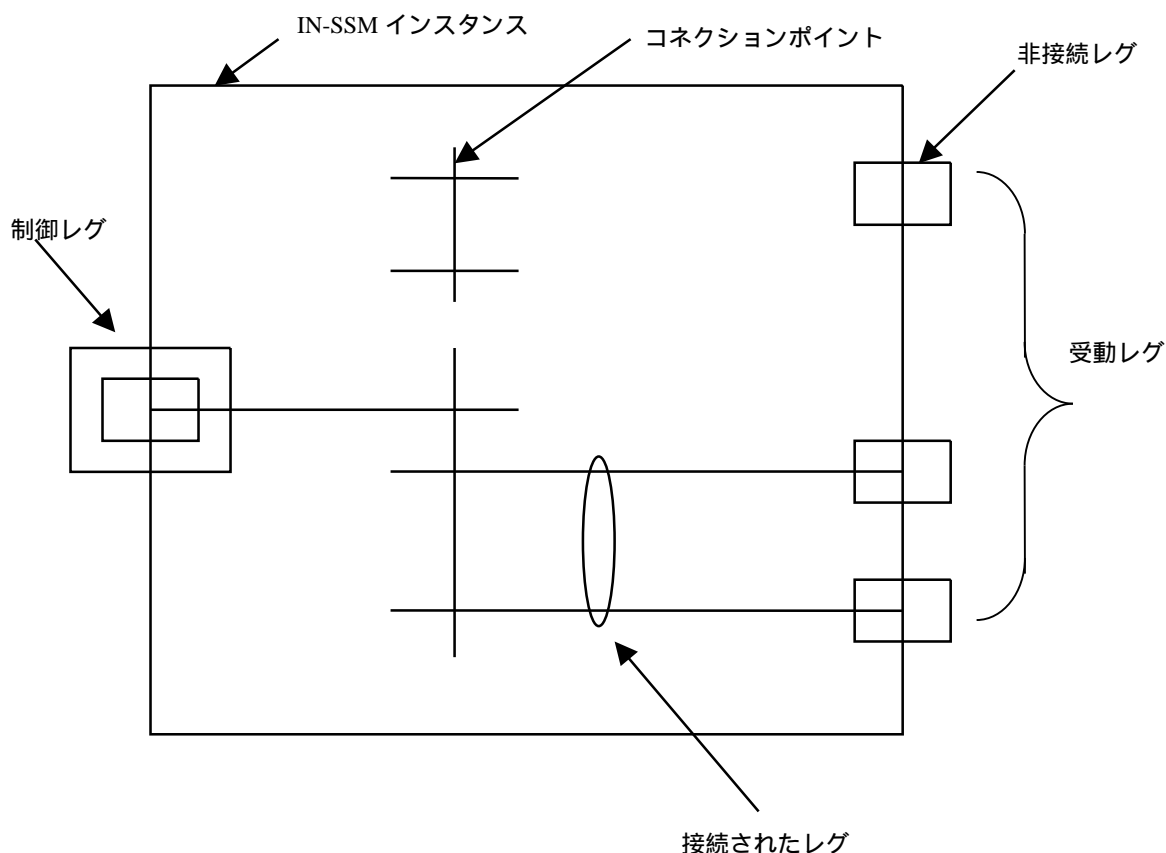 IN-SSM インスタンス
コネクションポイント
非接続レグ
制御レグ
受動レグ
接続されたレグ